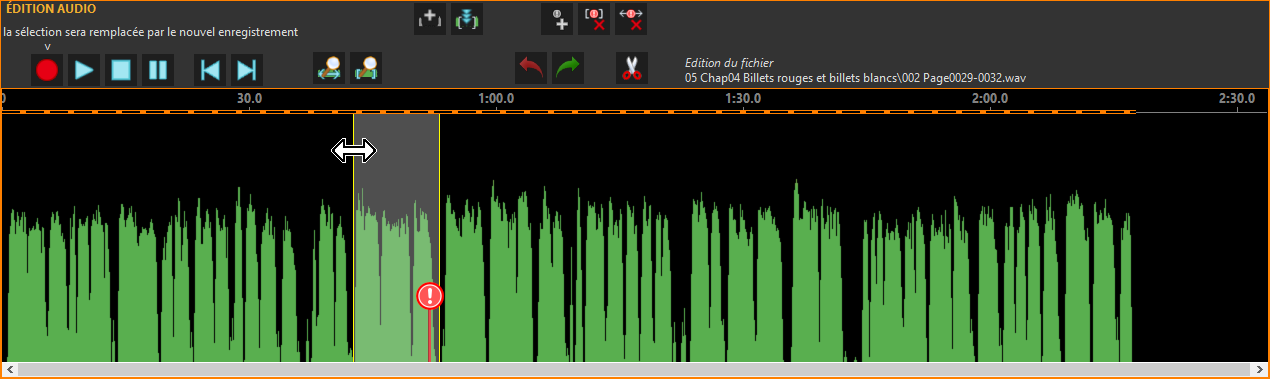 ÉDITION AUDIO
la sélection sera remplacée par le nouvel enregistrement
v
Edition du fichier
05 Chap04 Billets rouges et billets blancs\002 Page0029-0032.wav
0 30.0 1:00.0 1:30.0 2:00.0 2:30.0